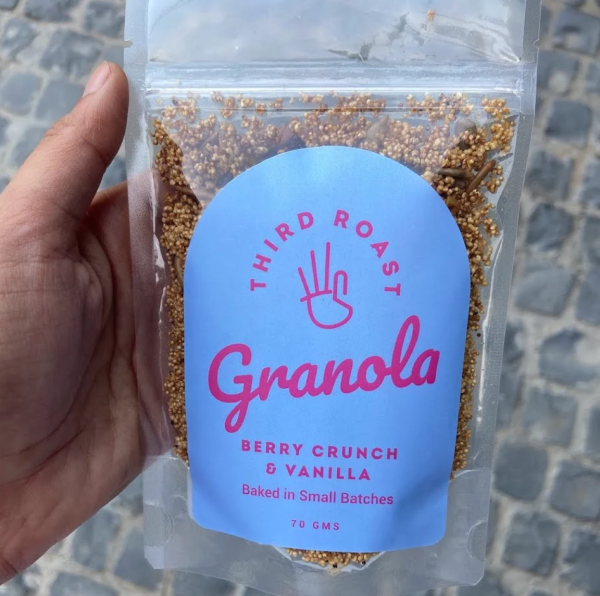 THIRD ROAST
Granola
BERRY CRUNCH
& VANILLA
Baked in Small Batches
70 GMS